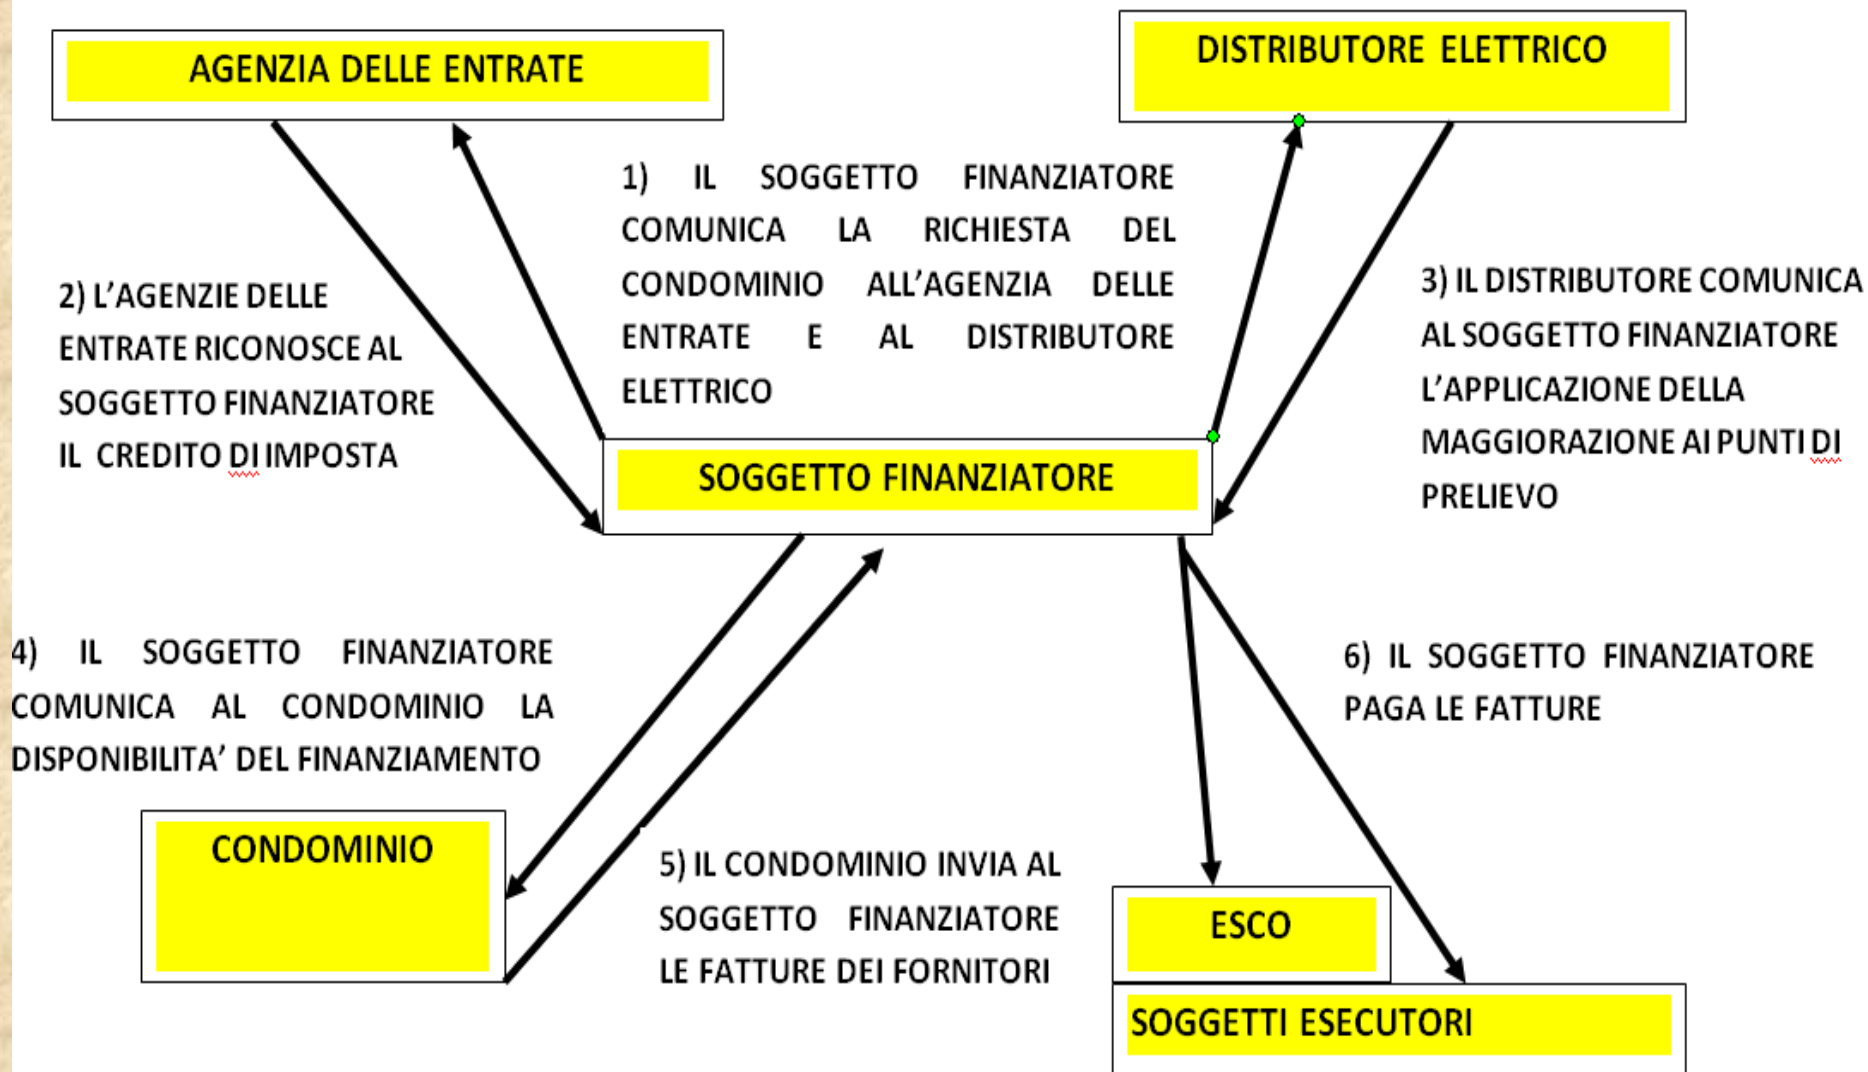 AGENZIA DELLE ENTRATE
DISTRIBUTORE ELETTRICO
1) IL SOGGETTO FINANZIATORE
COMUNICA LA RICHIESTA DEL
CONDOMINIO ALL'AGENZIA DELLE
ENTRATE E AL DISTRIBUTORE
ELETTRICO
2) L'AGENZIE DELLE
ENTRATE RICONOSCE AL
SOGGETTO FINANZIATORE
IL CREDITO DI IMPOSTA
3) IL DISTRIBUTORE COMUNICA
AL SOGGETTO FINANZIATORE
L'APPLICAZIONE DELLA
MAGGIORAZIONE AI PUNTI DI
PRELIEVO
SOGGETTO FINANZIATORE
4) IL SOGGETTO FINANZIATORE
COMUNICA AL CONDOMINIO LA
DISPONIBILITA' DEL FINANZIAMENTO
6) IL SOGGETTO FINANZIATORE
PAGA LE FATTURE
CONDOMINIO
5) IL CONDOMINIO INVIA AL
SOGGETTO FINANZIATORE
LE FATTURE DEI FORNITORI
ESCO
SOGGETTI ESECUTORI